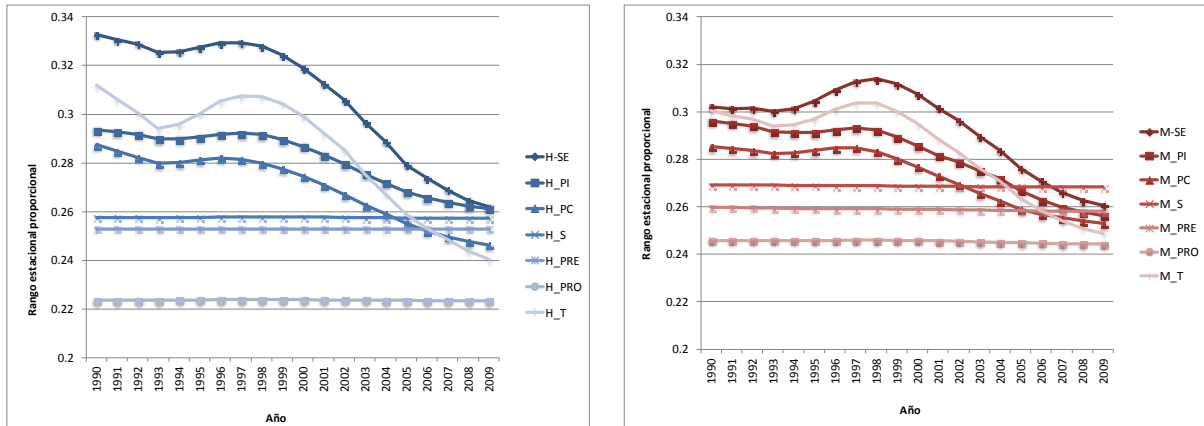 0.34
0.32
0.3
0.28
0.26
0.24
0.22
0.2
Rango estacional proporcional
1990 1991 1992 1993 1994 1995 1996 1997 1998 1999 2000 2001 2002 2003 2004 2005 2006 2007 2008 2009
Año
H-SE
H_PI
H_PC
H_S
H_PRE
H_PRO
H_T
0.34
0.32
0.3
0.28
0.26
0.24
0.22
0.2
Rango estacional proporcional
1990 1991 1992 1993 1994 1995 1996 1997 1998 1999 2000 2001 2002 2003 2004 2005 2006 2007 2008 2009
Año
M-SE
M_PI
M_PC
M_S
M_PRE
M_PRO
M_T